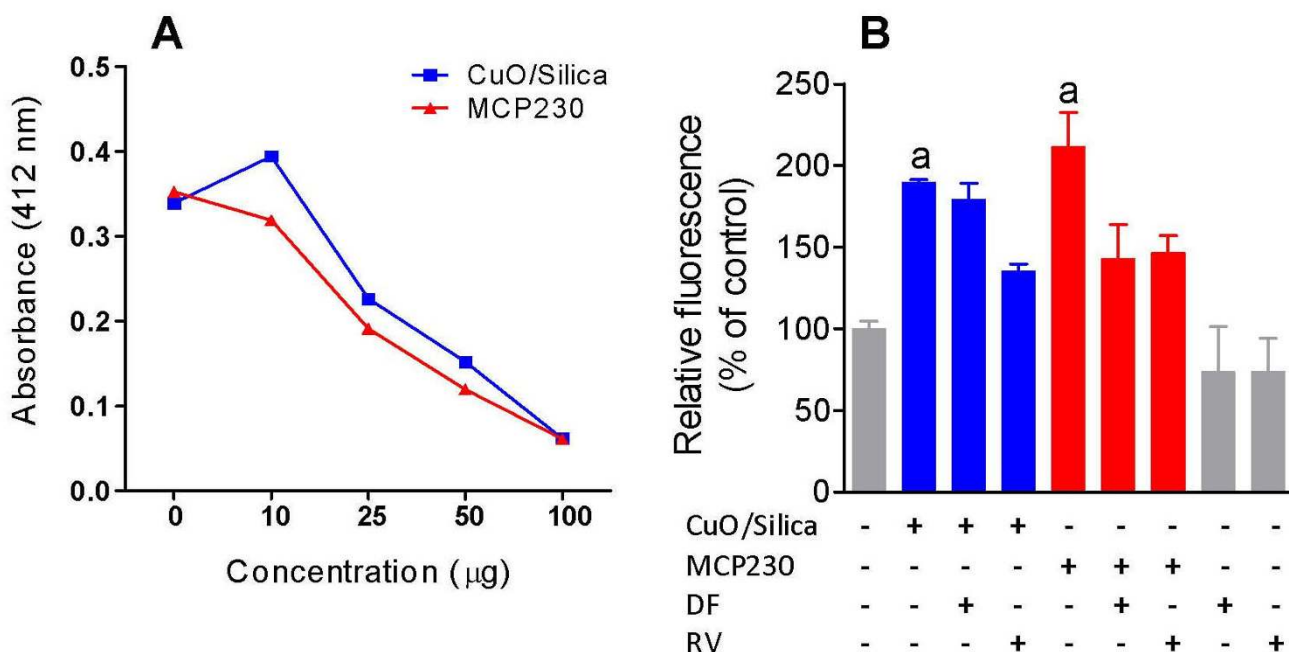 A
0.5
0.4
0.3
0.2
0.1
0.0
Absorbance (412 nm)
CuO/Silica
MCP230
0 10 25 50 100
Concentration (μg)
B
250
200
150
100
50
0
Relative fluorescence
(% of control)
a a
CuO/Silica - + + + - - - - -
MCP230 - - - - + + + - -
DF - - + - - + - + -
RV - - - + - - + - +